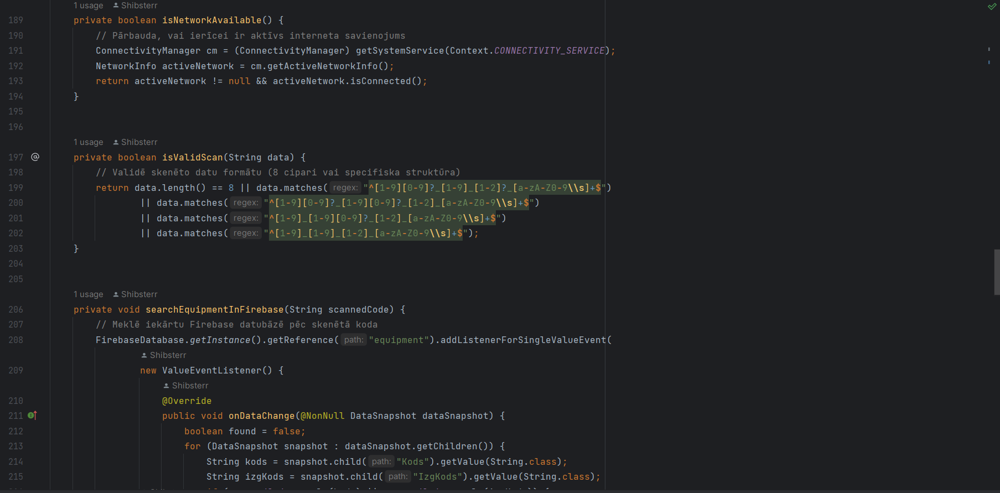 1 usage Shibsterr
189 private boolean isNetworkAvailable() {
190 // Pārbauda, vai ierīcei ir aktīvs interneta savienojums
191 ConnectivityManager cm = (ConnectivityManager) getSystemService(Context.CONNECTIVITY_SERVICE);
192 NetworkInfo activeNetwork = cm.getActiveNetworkInfo();
193 return activeNetwork != null && activeNetwork.isConnected();
194 }
195
196
1 usage Shibsterr
197 @ private boolean isValidScan(String data) {
198 // Validē skenēto datu formātu (8 cipari vai specifiska struktūra)
199 return data.length() == 8 || data.matches( regex: "^[1-9][0-9]?_[1-9]_[1-2]?_[a-zA-Z0-9\\s]+$")
200 || data.matches( regex: "^[1-9][0-9]?_[1-9][0-9]?_[1-2]_[a-zA-Z0-9\\s]+$")
201 || data.matches( regex: "^[1-9]_[1-9][0-9]?_[1-2]_[a-zA-Z0-9\\s]+$")
202 || data.matches( regex: "^[1-9]_[1-9]_[1-2]_[a-zA-Z0-9\\s]+$");
203 }
204
205
1 usage Shibsterr
206 private void searchEquipmentInFirebase(String scannedCode) {
207 // Meklē iekārtu Firebase datubāzē pēc skenētā koda
208 FirebaseDatabase.getInstance().getReference( path: "equipment").addListenerForSingleValueEvent(
Shibsterr
209 new ValueEventListener() {
Shibsterr
210 @Override
211 public void onDataChange(@NonNull DataSnapshot dataSnapshot) {
212 boolean found = false;
213 for (DataSnapshot snapshot : dataSnapshot.getChildren()) {
214 String kods = snapshot.child( path: "Kods").getValue(String.class);
215 String izgKods = snapshot.child( path: "IzgKods").getValue(String.class);